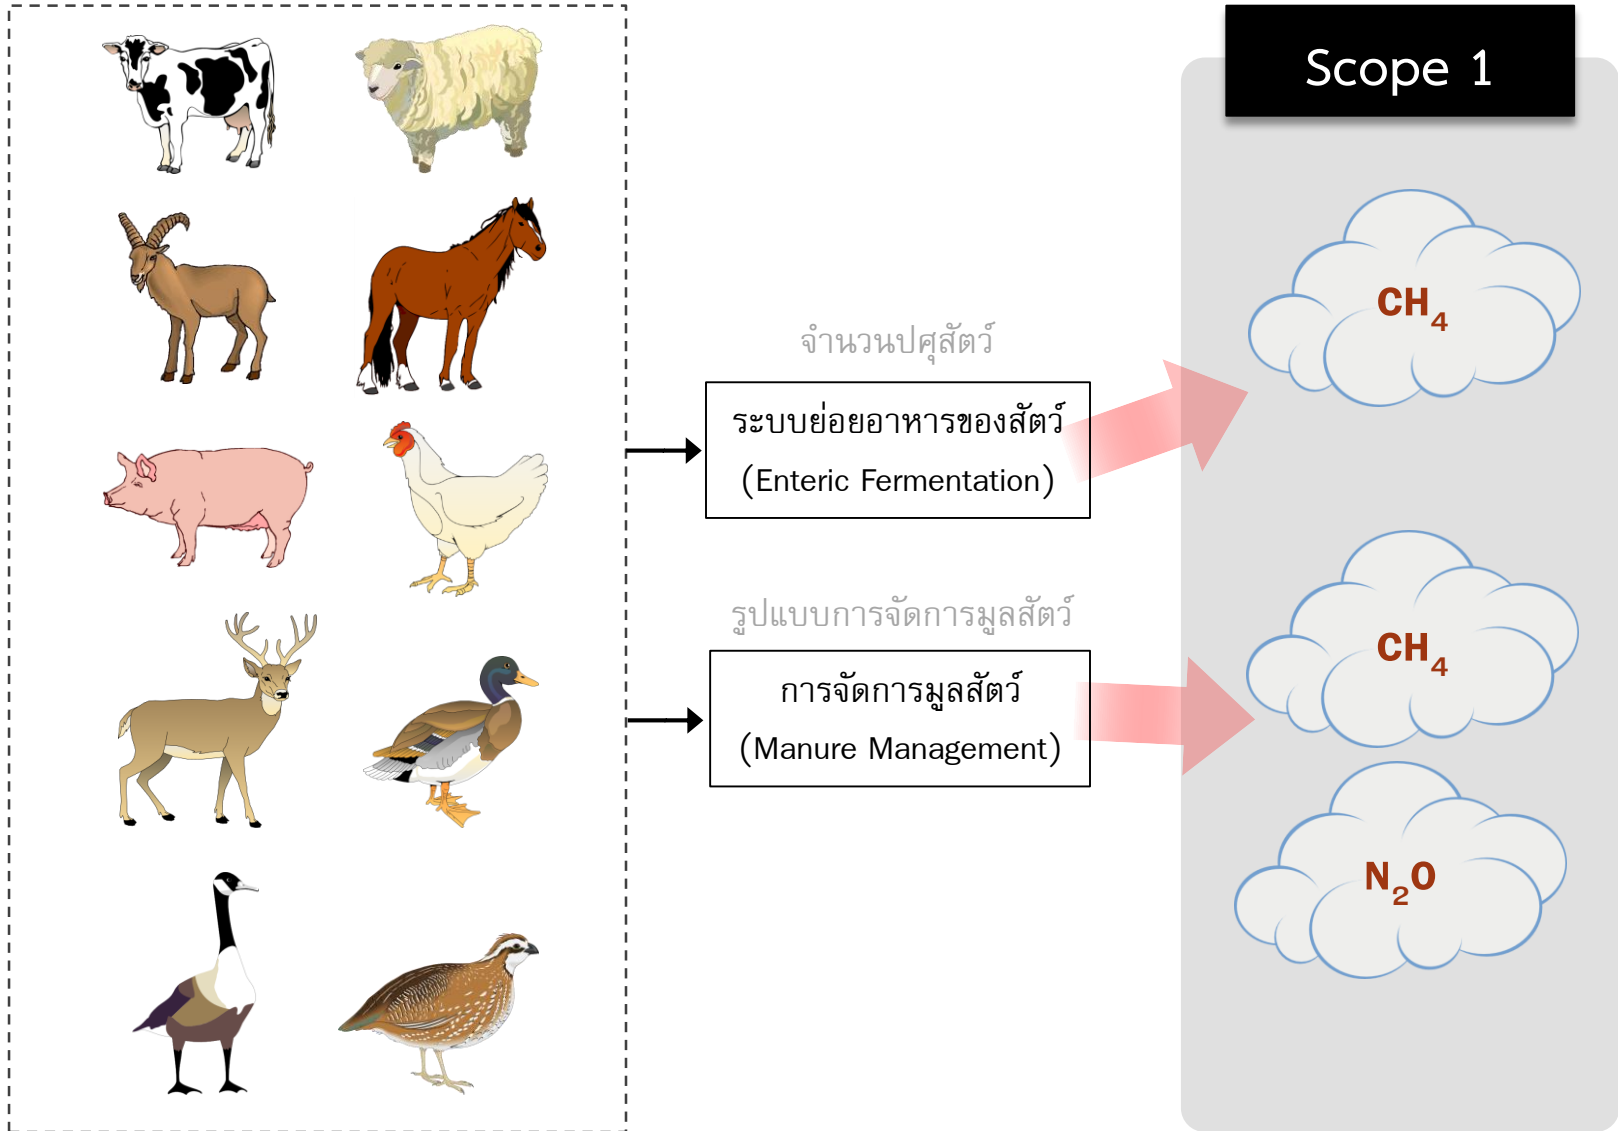 Scope 1
CH₄
จำนวนปศุสัตว์
ระบบย่อยอาหารของสัตว์
(Enteric Fermentation)
รูปแบบการจัดการมูลสัตว์
การจัดการมูลสัตว์
(Manure Management)
CH₄
N₂O